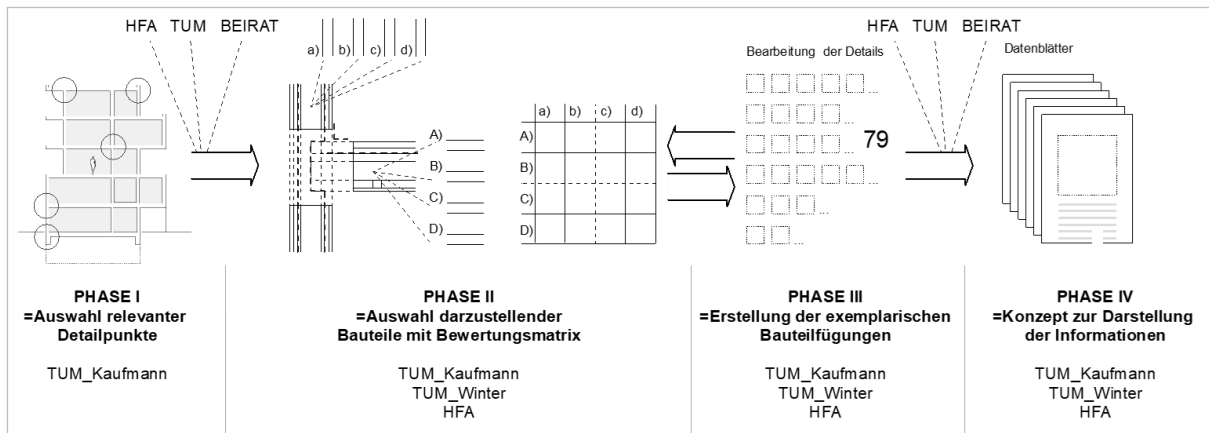 HFA TUM BEIRAT
a) b) c) d)
A)
B)
C)
D)
a) b) c) d)
A)
B)
C)
D)
Bearbeitung der Details
...
...
... 79
...
...
...
HFA TUM BEIRAT
Datenblätter
PHASE I
=Auswahl relevanter
Detailpunkte
TUM_Kaufmann
PHASE II
=Auswahl darzustellender
Bauteile mit Bewertungsmatrix
TUM_Kaufmann
TUM_Winter
HFA
PHASE III
=Erstellung der exemplarischen
Bauteilfügungen
TUM_Kaufmann
TUM_Winter
HFA
PHASE IV
=Konzept zur Darstellung
der Informationen
TUM_Kaufmann
TUM_Winter
HFA